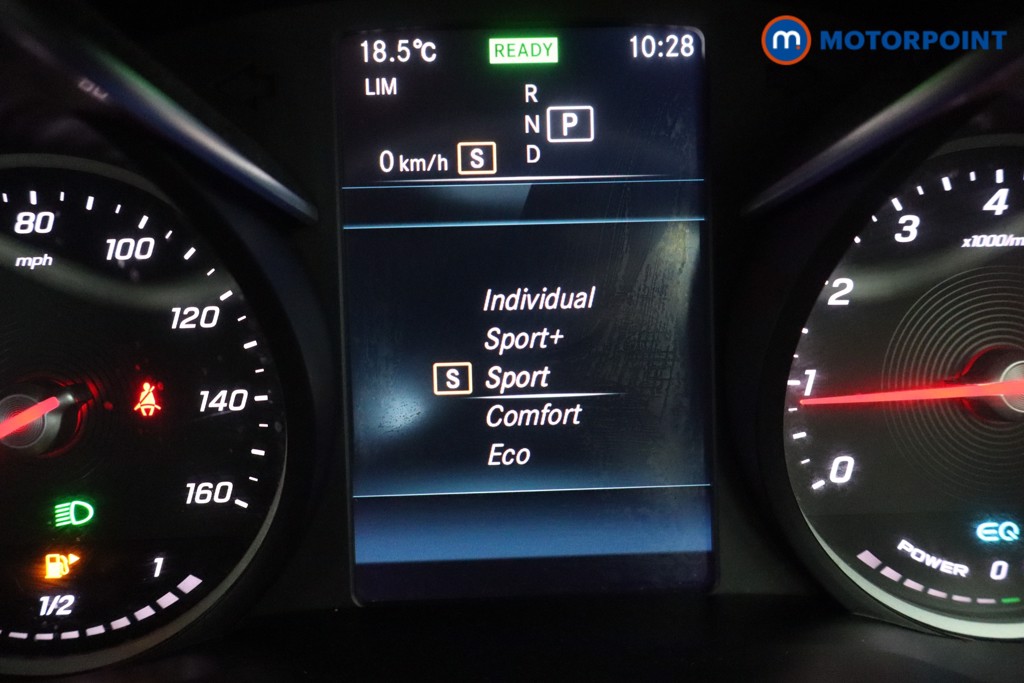 18.5°C READY 10:28
LIM
R
N P
D
0 km/h S
m MOTORPOINT
80
mph
100
120
140
160
1
1/2
Individual
Sport+
S Sport
Comfort
Eco
4
3
x1000/m
2
1
0
EQ
POWER 0